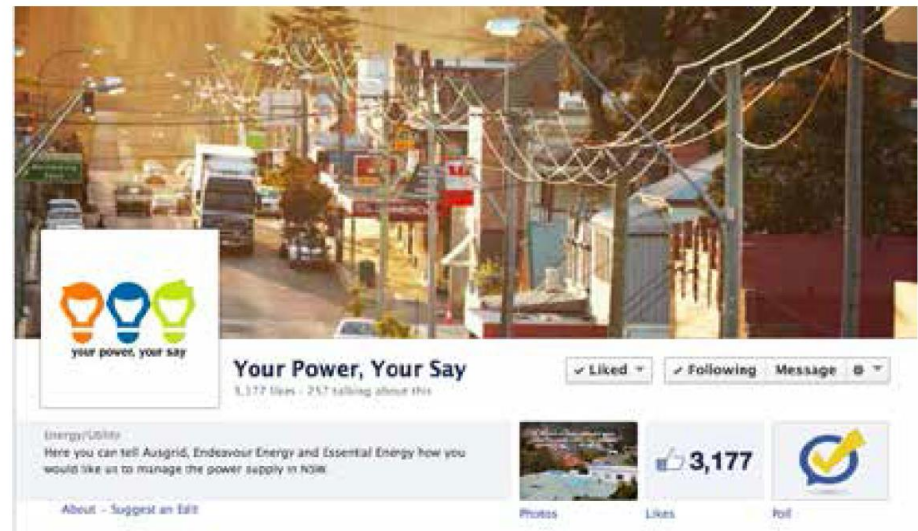 your power, your say
Your Power, Your Say
3,177 likes · 257 talking about this
✓ Liked
✓ Following
Message
Energy/Utility
Here you can tell Ausgrid, Endeavour Energy and Essential Energy how you
would like us to manage the power supply in NSW.
About – Suggest an Edit
Photos
3,177
Likes
Poll